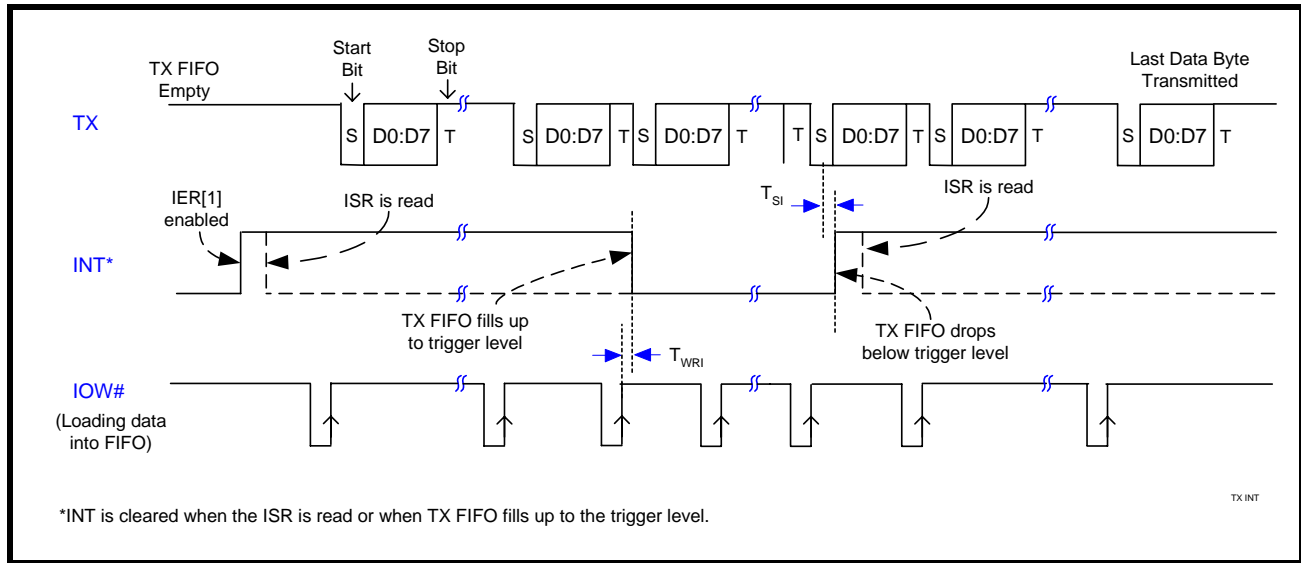 Start
Bit
Stop
Bit
TX FIFO
Empty
Last Data Byte
Transmitted
TX
S D0:D7 T S D0:D7 T S D0:D7 T T S D0:D7 T S D0:D7 T S D0:D7 T
IER[1]
enabled
ISR is read
TSI
ISR is read
INT*
TX FIFO fills up
to trigger level
TX FIFO drops
below trigger level
TWRI
IOW#
(Loading data
into FIFO)
TX INT
*INT is cleared when the ISR is read or when TX FIFO fills up to the trigger level.